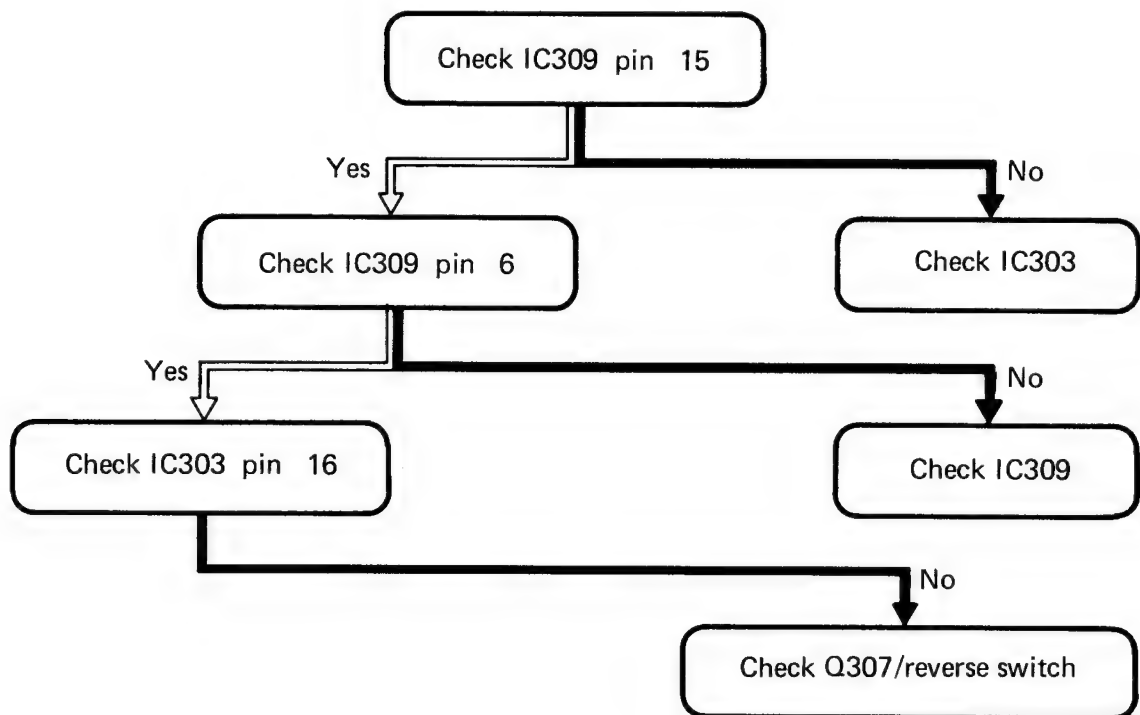 Check IC309 pin 15
Yes
No
Check IC309 pin 6
Check IC303
Yes
No
Check IC303 pin 16
Check IC309
No
Check Q307/reverse switch